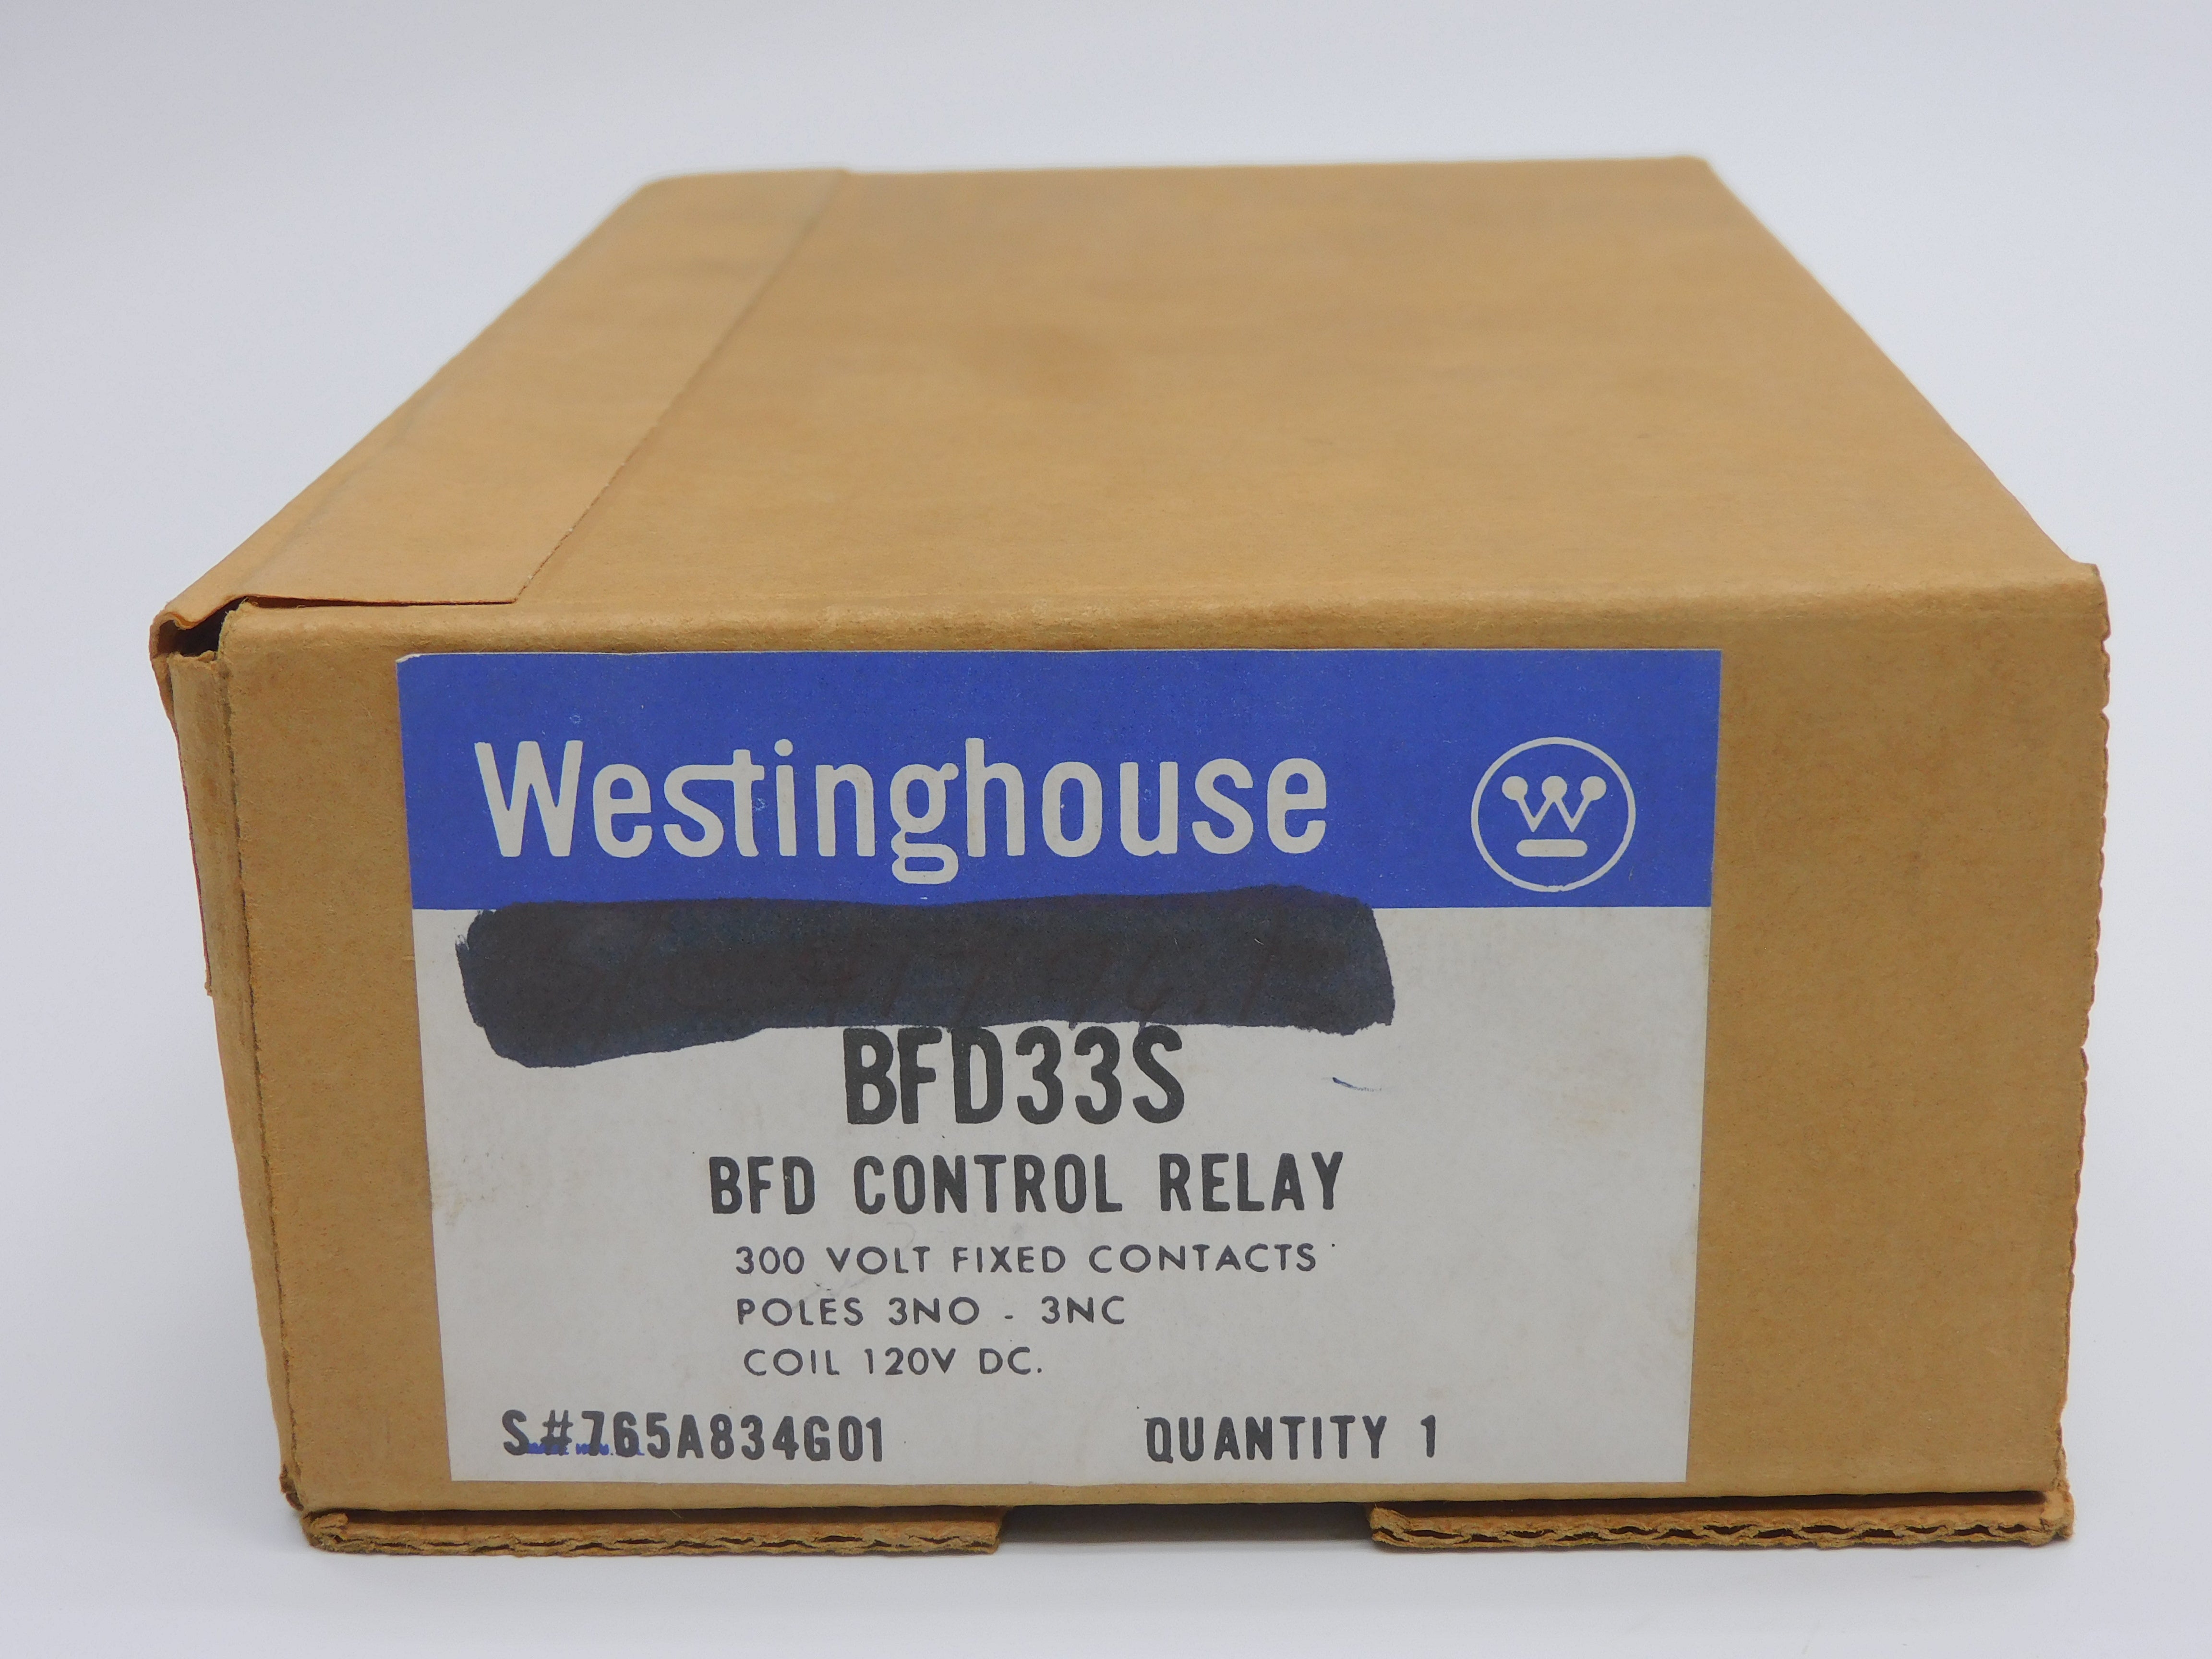 Westinghouse
W
BFD33S
BFD CONTROL RELAY
300 VOLT FIXED CONTACTS
POLES 3NO - 3NC
COIL 120V DC.
S#765A834G01 QUANTITY 1